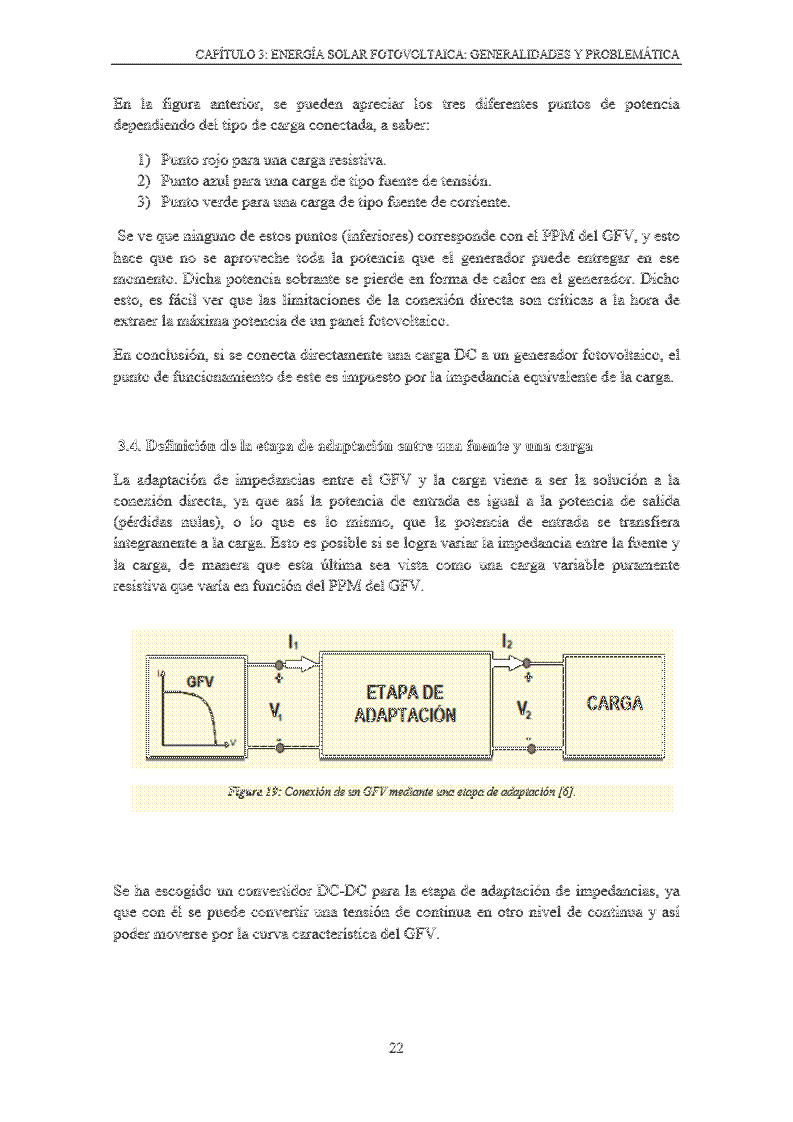 CAPÍTULO 3: ENERGÍA SOLAR FOTOVOLTAICA: GENERALIDADES Y PROBLEMÁTICA
En la figura anterior, se pueden apreciar los tres diferentes puntos de potencia
dependiendo del tipo de carga conectada, a saber:
1) Punto rojo para una carga resistiva.
2) Punto azul para una carga de tipo fuente de tensión.
3) Punto verde para una carga de tipo fuente de corriente.
Se ve que ninguno de estos puntos (inferiores) corresponde con el PPM del GFV, y esto
hace que no se aproveche toda la potencia que el generador puede entregar en ese
momento. Dicha potencia sobrante se pierde en forma de calor en el generador. Dicho
esto, es fácil ver que las limitaciones de la conexión directa son críticas a la hora de
extraer la máxima potencia de un panel fotovoltaico.
En conclusión, si se conecta directamente una carga DC a un generador fotovoltaico, el
punto de funcionamiento de este es impuesto por la impedancia equivalente de la carga.
3.4. Definición de la etapa de adaptación entre una fuente y una carga
La adaptación de impedancias entre el GFV y la carga viene a ser la solución a la
conexión directa, ya que así la potencia de entrada es igual a la potencia de salida
(pérdidas nulas), o lo que es lo mismo, que la potencia de entrada se transfiera
íntegramente a la carga. Esto es posible si se logra variar la impedancia entre la fuente y
la carga, de manera que esta última sea vista como una carga variable puramente
resistiva que varía en función del PPM del GFV.
I1 I2
I GFV + ETAPA DE + CARGA
V1 ADAPTACIÓN V2
V - -
Figura 19: Conexión de un GFV mediante una etapa de adaptación [6].
Se ha escogido un convertidor DC-DC para la etapa de adaptación de impedancias, ya
que con él se puede convertir una tensión de continua en otro nivel de continua y así
poder moverse por la curva característica del GFV.
22